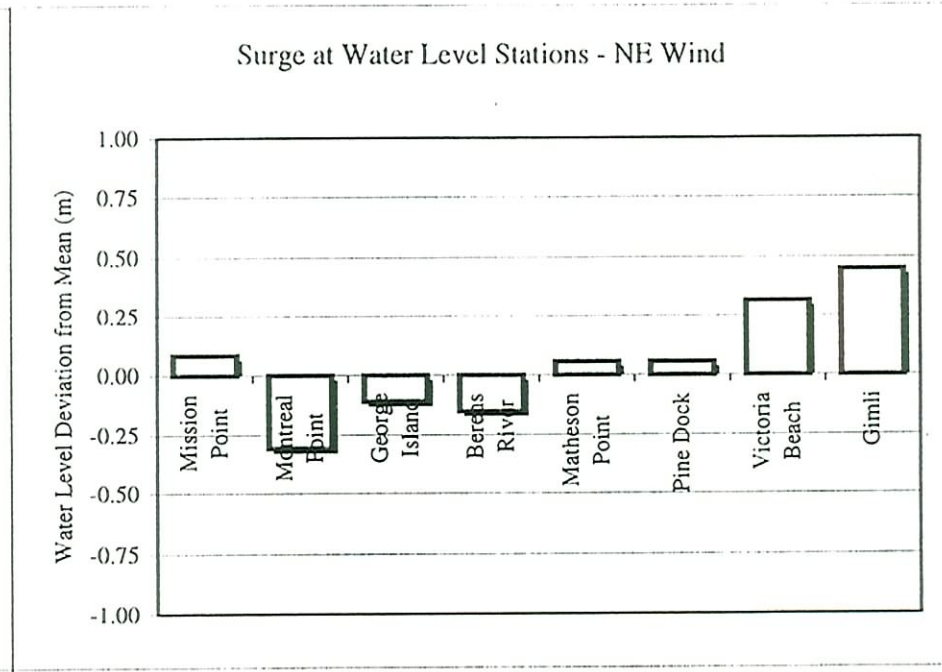 Surge at Water Level Stations - NE Wind
Water Level Deviation from Mean (m)
1.00
0.75
0.50
0.25
0.00
-0.25
-0.50
-0.75
-1.00
Mission
Point
Montreal
Point
George
Island
Berens
River
Matheson
Point
Pine Dock
Victoria
Beach
Gimli